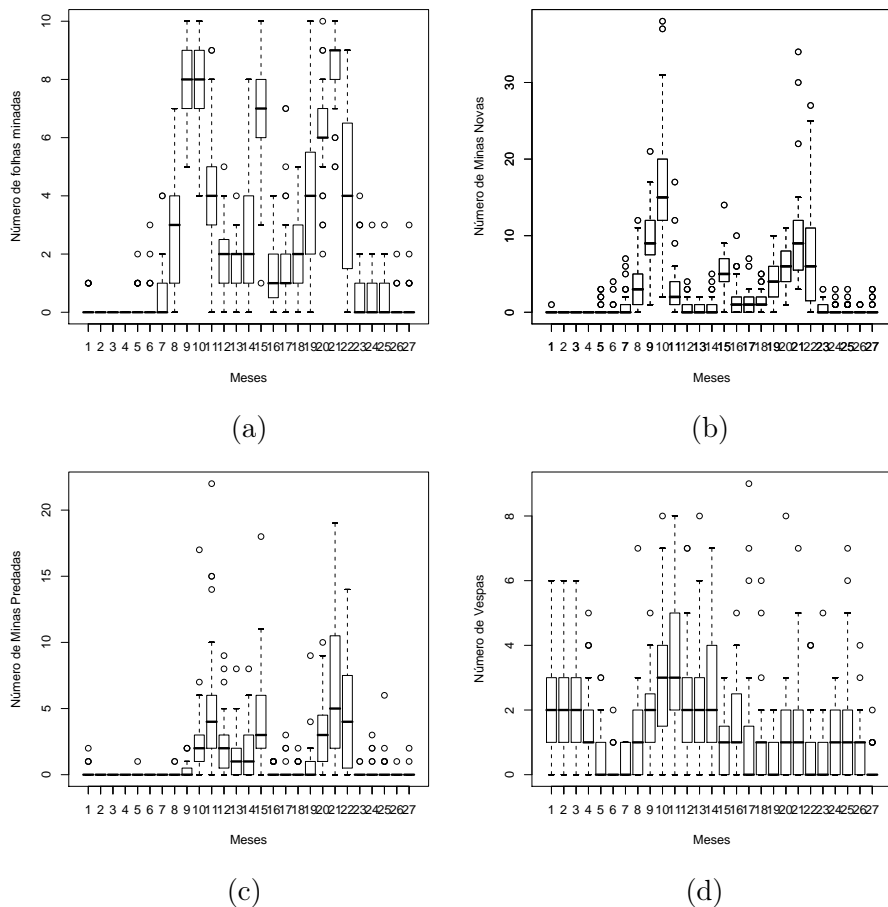 Número de folhas minadas
10
8
6
4
2
0
1 2 3 4 5 6 7 8 9 10 11 12 13 14 15 16 17 18 19 20 21 22 23 24 25 26 27
Meses
(a)
Número de Minas Novas
30
20
10
0
1 2 3 4 5 6 7 8 9 10 11 12 13 14 15 16 17 18 19 20 21 22 23 24 25 26 27
Meses
(b)
Número de Minas Predadas
20
15
10
5
0
1 2 3 4 5 6 7 8 9 10 11 12 13 14 15 16 17 18 19 20 21 22 23 24 25 26 27
Meses
(c)
Número de Vespas
8
6
4
2
0
1 2 3 4 5 6 7 8 9 10 11 12 13 14 15 16 17 18 19 20 21 22 23 24 25 26 27
Meses
(d)